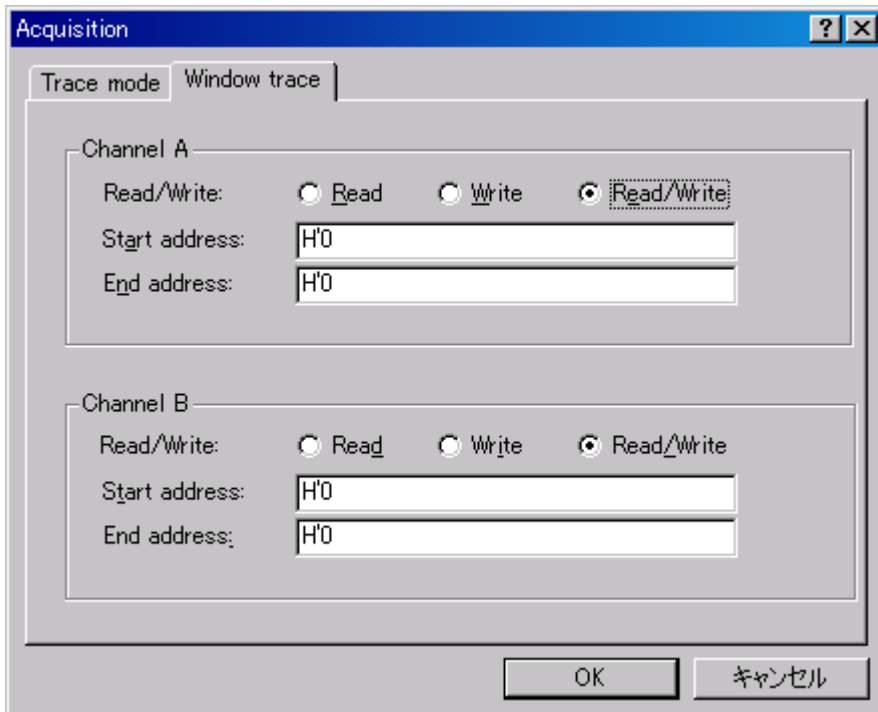 Acquisition
Trace mode Window trace
Channel A
Read/Write: Read Write Read/Write
Start address: H'0
End address: H'0
Channel B
Read/Write: Read Write Read/Write
Start address: H'0
End address: H'0
OK キャンセル